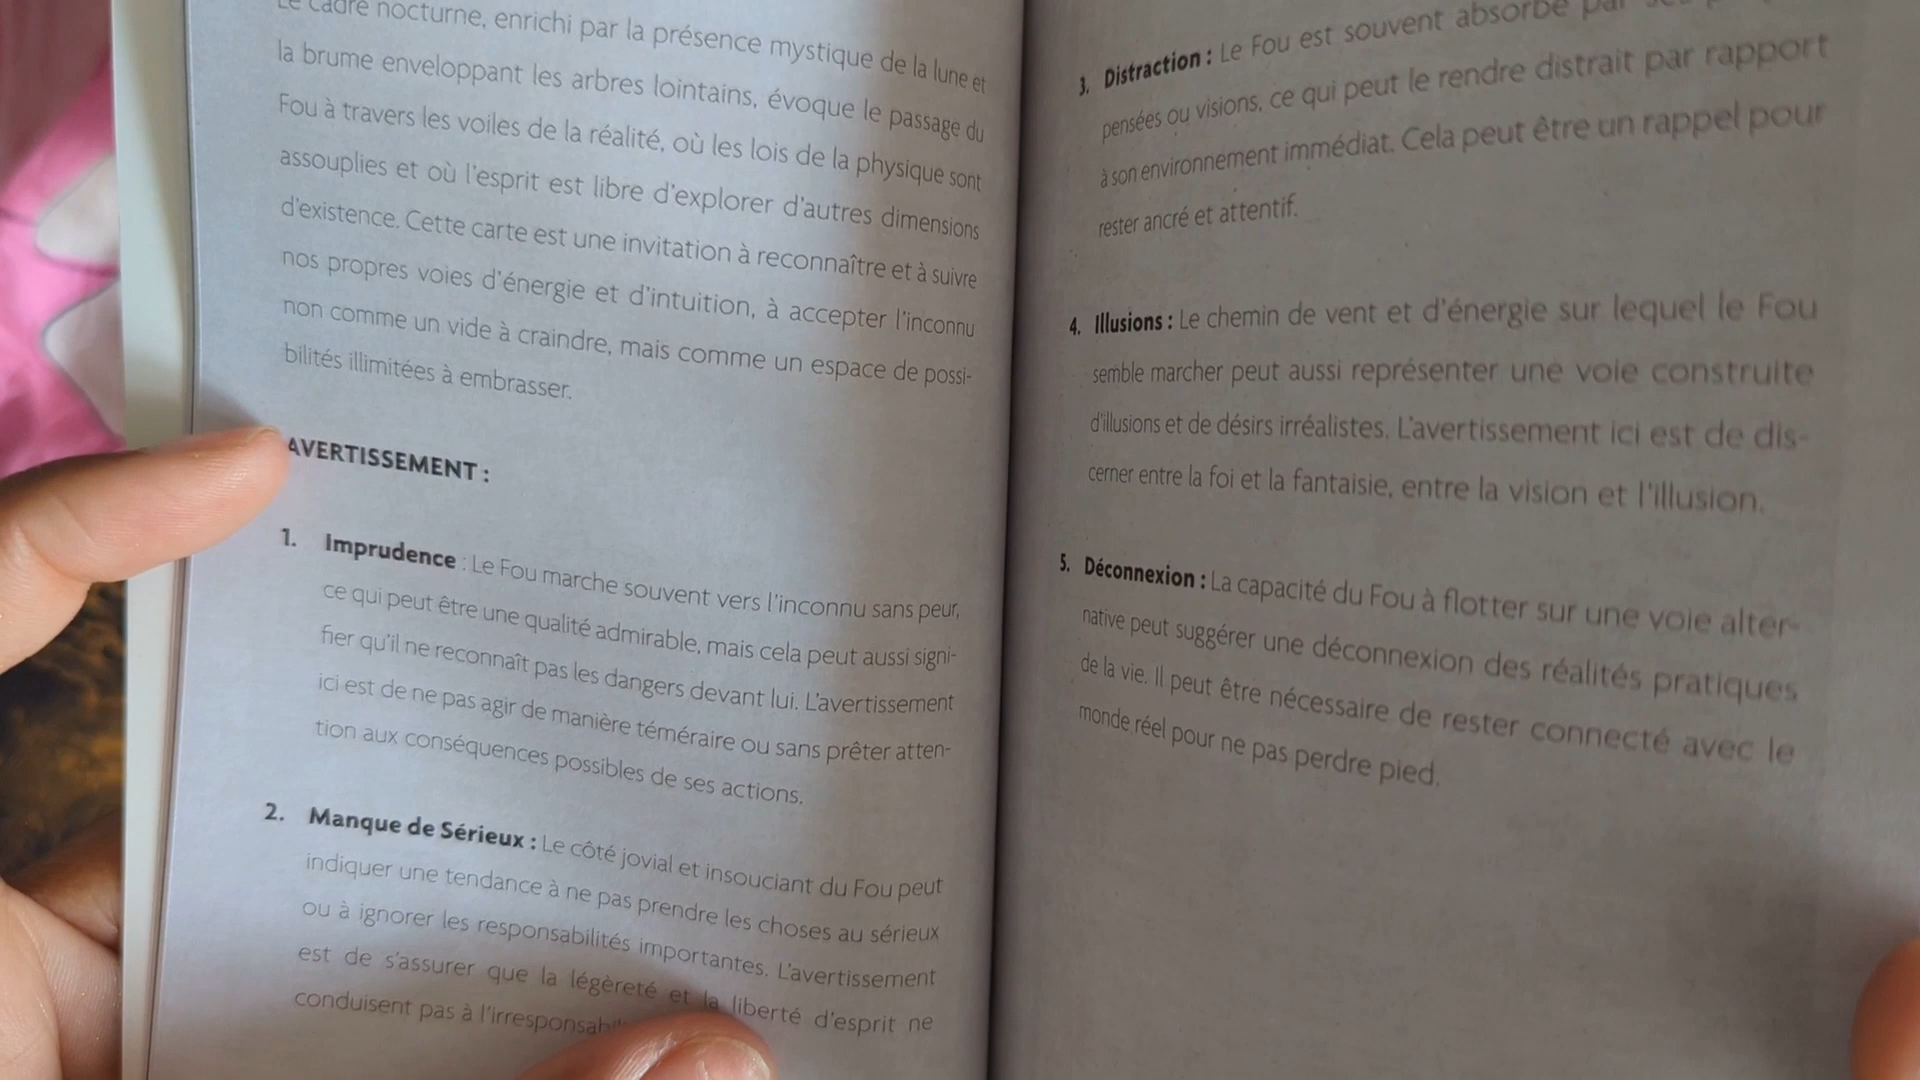 Le cadre nocturne, enrichi par la présence mystique de la lune et
la brume enveloppant les arbres lointains, évoque le passage du
Fou à travers les voiles de la réalité, où les lois de la physique sont
assouplies et où l'esprit est libre d'explorer d'autres dimensions
d'existence. Cette carte est une invitation à reconnaître et à suivre
nos propres voies d'énergie et d'intuition, à accepter l'inconnu
non comme un vide à craindre, mais comme un espace de possi-
bilités illimitées à embrasser.
AVERTISSEMENT :
1. Imprudence : Le Fou marche souvent vers l'inconnu sans peur,
ce qui peut être une qualité admirable, mais cela peut aussi signi-
fier qu'il ne reconnaît pas les dangers devant lui. L'avertissement
ici est de ne pas agir de manière téméraire ou sans prêter atten-
tion aux conséquences possibles de ses actions.
2. Manque de Sérieux : Le côté jovial et insouciant du Fou peut
indiquer une tendance à ne pas prendre les choses au sérieux
ou à ignorer les responsabilités importantes. L'avertissement
est de s'assurer que la légèreté et la liberté d'esprit ne
conduisent pas à
3. Distraction : Le Fou est souvent absorbé par
pensées ou visions, ce qui peut le rendre distrait par rapport
à son environnement immédiat. Cela peut être un rappel pour
rester ancré et attentif.
4. Illusions : Le chemin de vent et d'énergie sur lequel le Fou
semble marcher peut aussi représenter une voie construite
d'illusions et de désirs irréalistes. L'avertissement ici est de dis-
cerner entre la foi et la fantaisie, entre la vision et l'illusion.
5. Déconnexion : La capacité du Fou à flotter sur une voie alter-
native peut suggérer une déconnexion des réalités pratiques
de la vie. Il peut être nécessaire de rester connecté avec le
monde réel pour ne pas perdre pied.